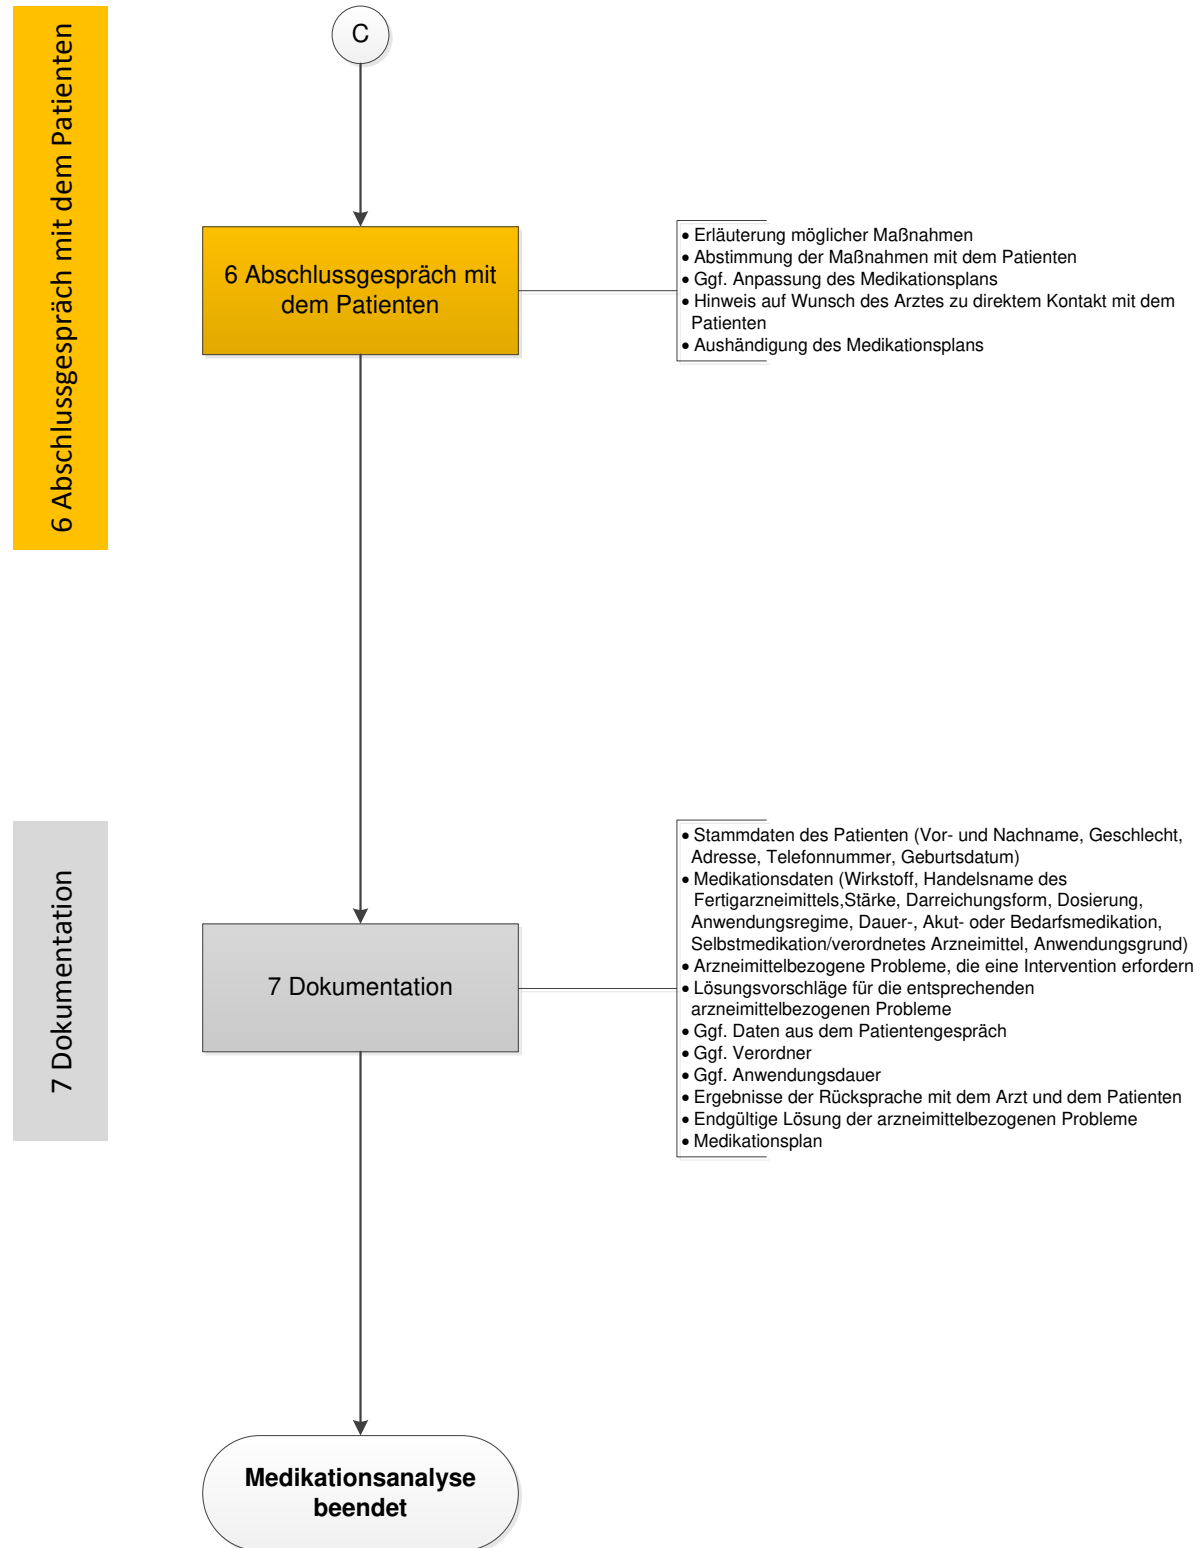 C
6 Abschlussgespräch mit dem Patienten
6 Abschlussgespräch mit
dem Patienten
• Erläuterung möglicher Maßnahmen
• Abstimmung der Maßnahmen mit dem Patienten
• Ggf. Anpassung des Medikationsplans
• Hinweis auf Wunsch des Arztes zu direktem Kontakt mit dem
Patienten
• Aushändigung des Medikationsplans
7 Dokumentation
7 Dokumentation
• Stammdaten des Patienten (Vor- und Nachname, Geschlecht,
Adresse, Telefonnummer, Geburtsdatum)
• Medikationsdaten (Wirkstoff, Handelsname des
Fertigarzneimittels,Stärke, Darreichungsform, Dosierung,
Anwendungsregime, Dauer-, Akut- oder Bedarfsmedikation,
Selbstmedikation/verordnetes Arzneimittel, Anwendungsgrund)
• Arzneimittelbezogene Probleme, die eine Intervention erfordern
• Lösungsvorschläge für die entsprechenden
arzneimittelbezogenen Probleme
• Ggf. Daten aus dem Patientengespräch
• Ggf. Verordner
• Ggf. Anwendungsdauer
• Ergebnisse der Rücksprache mit dem Arzt und dem Patienten
• Endgültige Lösung der arzneimittelbezogenen Probleme
• Medikationsplan
Medikationsanalyse
beendet